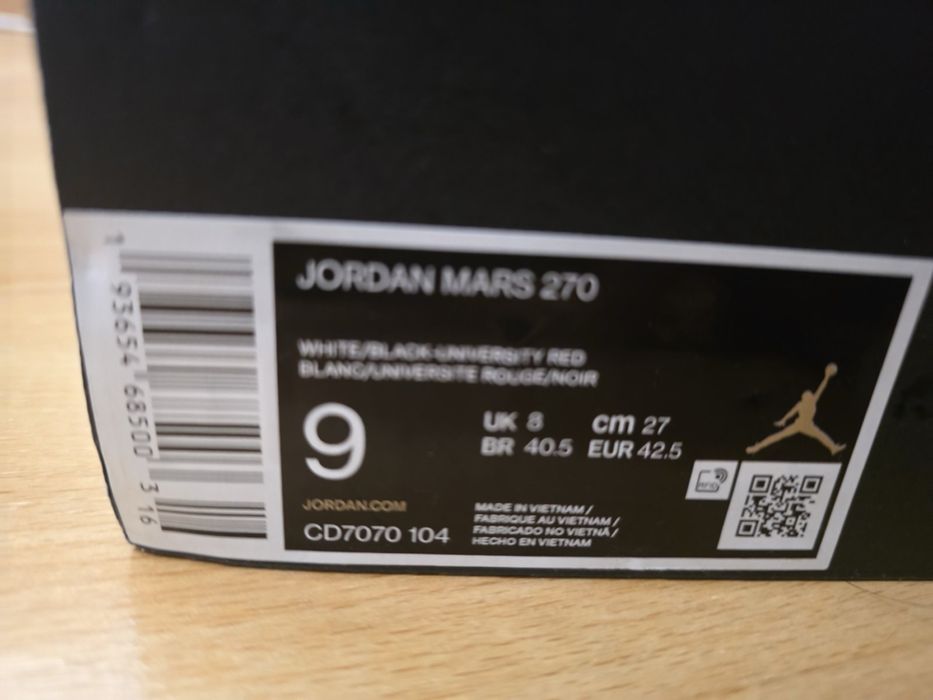 JORDAN MARS 270
WHITE/BLACK-UNIVERSITY RED
BLANC/UNIVERSITE ROUGE/NOIR
9
UK 8 cm 27
BR 40.5 EUR 42.5
JORDAN.COM
CD7070 104
MADE IN VIETNAM /
FABRIQUE AU VIETNAM /
FABRICADO NO VIETNÃ /
HECHO EN VIETNAM
RFID
1 93654 68500 3 16